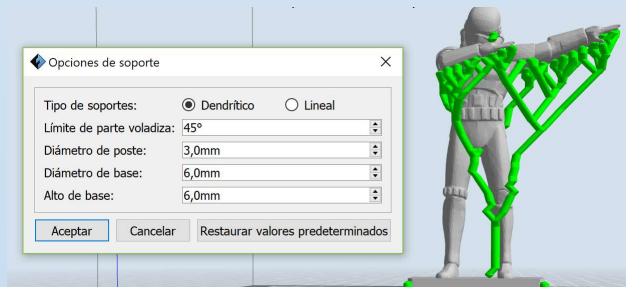 Opciones de soporte
Tipo de soportes: Dendrítico Lineal
Límite de parte voladiza: 45º
Diámetro de poste: 3,0mm
Diámetro de base: 6,0mm
Alto de base: 6,0mm
Aceptar Cancelar Restaurar valores predeterminados